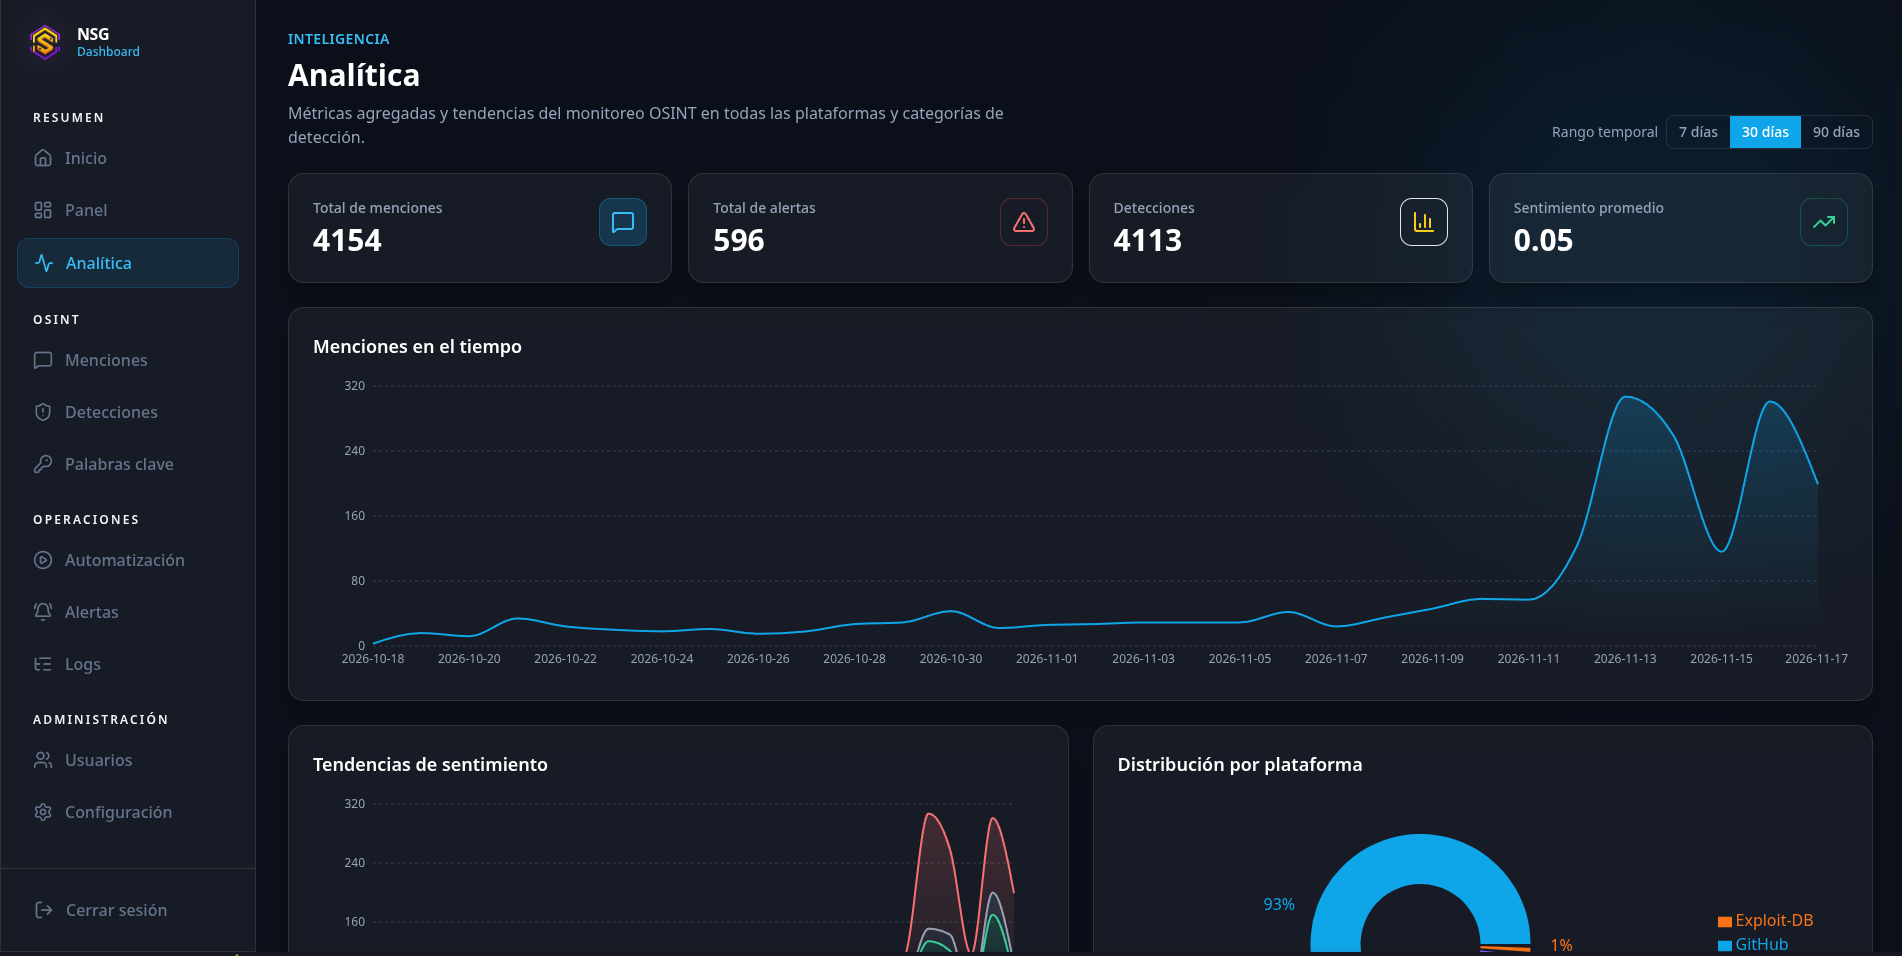 NSG
Dashboard
RESUMEN
Inicio
Panel
Analítica
OSINT
Menciones
Detecciones
Palabras clave
OPERACIONES
Automatización
Alertas
Logs
ADMINISTRACIÓN
Usuarios
Configuración
Cerrar sesión
INTELIGENCIA
Analítica
Métricas agregadas y tendencias del monitoreo OSINT en todas las plataformas y categorías de
detección.
Rango temporal 7 días 30 días 90 días
Total de menciones
4154
Total de alertas
596
Detecciones
4113
Sentimiento promedio
0.05
Menciones en el tiempo
320
240
160
80
0
2026-10-18 2026-10-20 2026-10-22 2026-10-24 2026-10-26 2026-10-28 2026-10-30 2026-11-01 2026-11-03 2026-11-05 2026-11-07 2026-11-09 2026-11-11 2026-11-13 2026-11-15 2026-11-17
Tendencias de sentimiento
320
240
160
Distribución por plataforma
93%
1%
Exploit-DB
GitHub